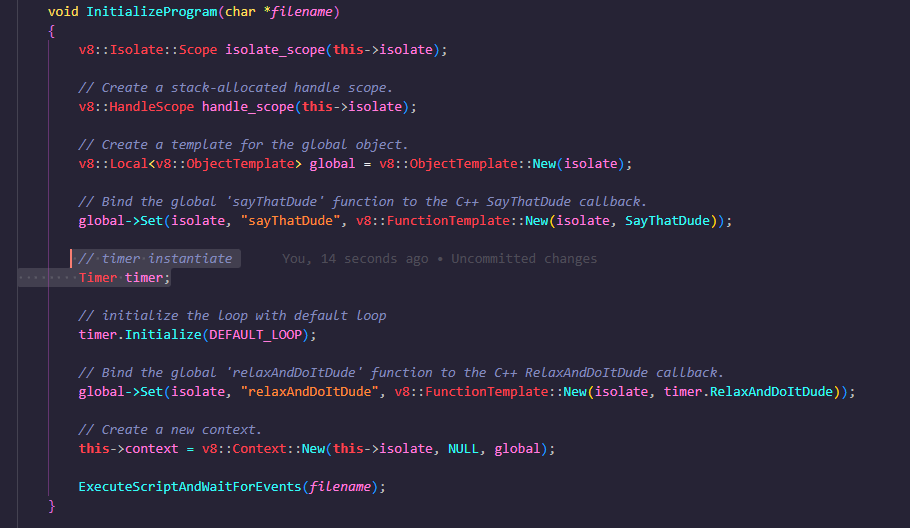 void InitializeProgram(char *filename)
{
v8::Isolate::Scope isolate_scope(this->isolate);
// Create a stack-allocated handle scope.
v8::HandleScope handle_scope(this->isolate);
// Create a template for the global object.
v8::Local<v8::ObjectTemplate> global = v8::ObjectTemplate::New(isolate);
// Bind the global 'sayThatDude' function to the C++ SayThatDude callback.
global->Set(isolate, "sayThatDude", v8::FunctionTemplate::New(isolate, SayThatDude));
// timer instantiate You, 14 seconds ago • Uncommitted changes
Timer timer;
// initialize the loop with default loop
timer.Initialize(DEFAULT_LOOP);
// Bind the global 'relaxAndDoItDude' function to the C++ RelaxAndDoItDude callback.
global->Set(isolate, "relaxAndDoItDude", v8::FunctionTemplate::New(isolate, timer.RelaxAndDoItDude));
// Create a new context.
this->context = v8::Context::New(this->isolate, NULL, global);
ExecuteScriptAndWaitForEvents(filename);
}